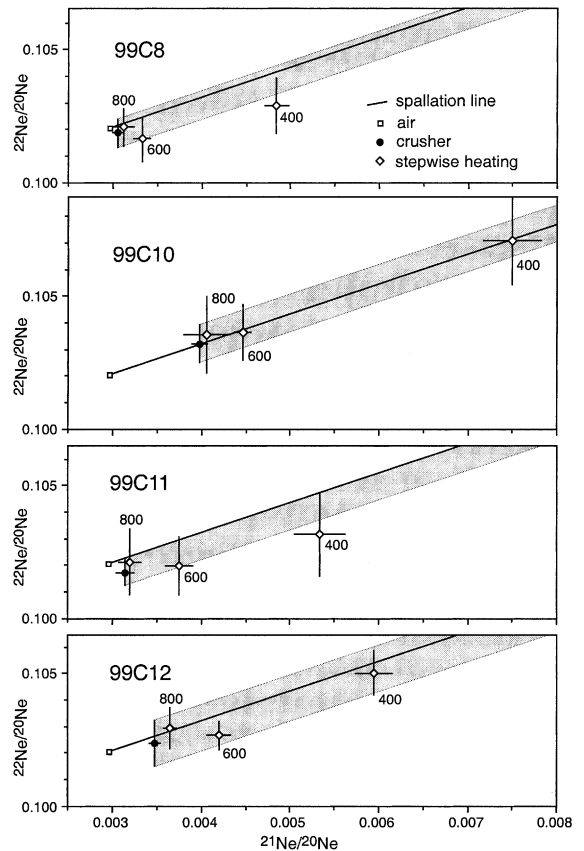 99C8
0.105
0.100
22Ne/20Ne
800
600
400
spallation line
air
crusher
stepwise heating
99C10
0.105
0.100
22Ne/20Ne
800
600
400
99C11
0.105
0.100
22Ne/20Ne
800
600
400
99C12
0.105
0.100
22Ne/20Ne
800
600
400
0.003 0.004 0.005 0.006 0.007 0.008
21Ne/20Ne